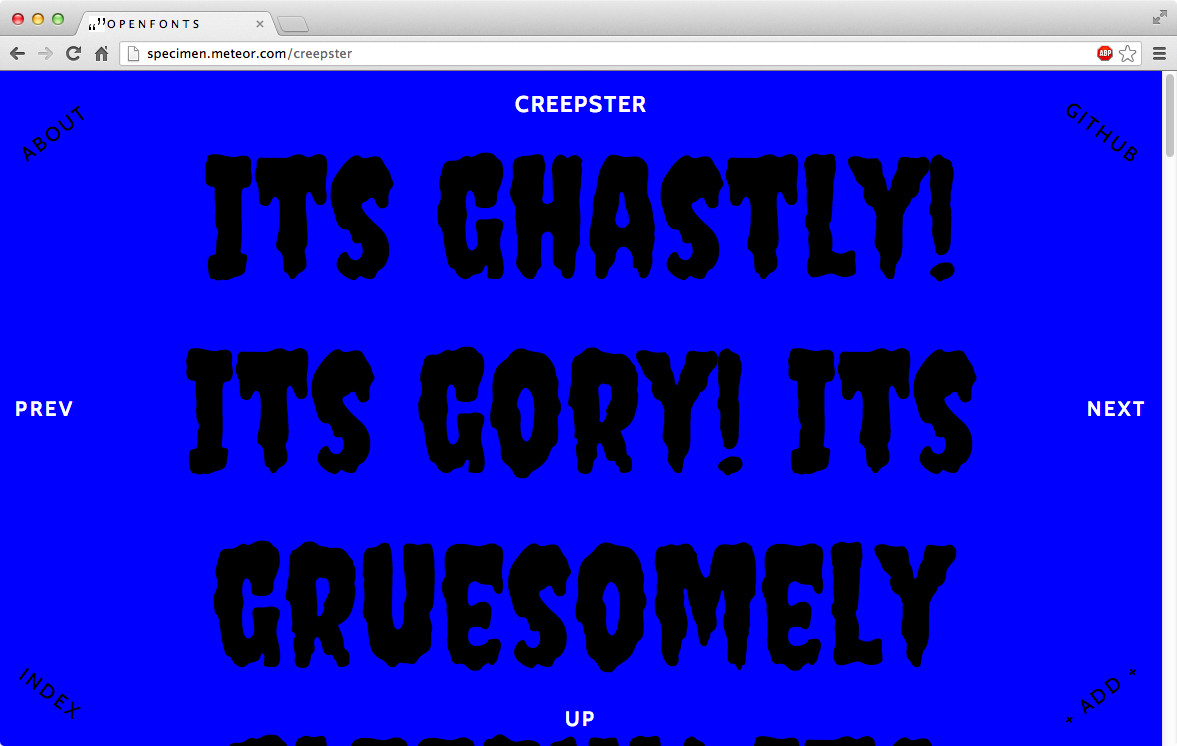 OPENFONTS
specimen.meteor.com/creepster
ABP
CREEPSTER
ABOUT
GITHUB
ITS GHASTLY!
ITS GORY! ITS
PREV
NEXT
GRUESOMELY
INDEX
+ ADD +
UP